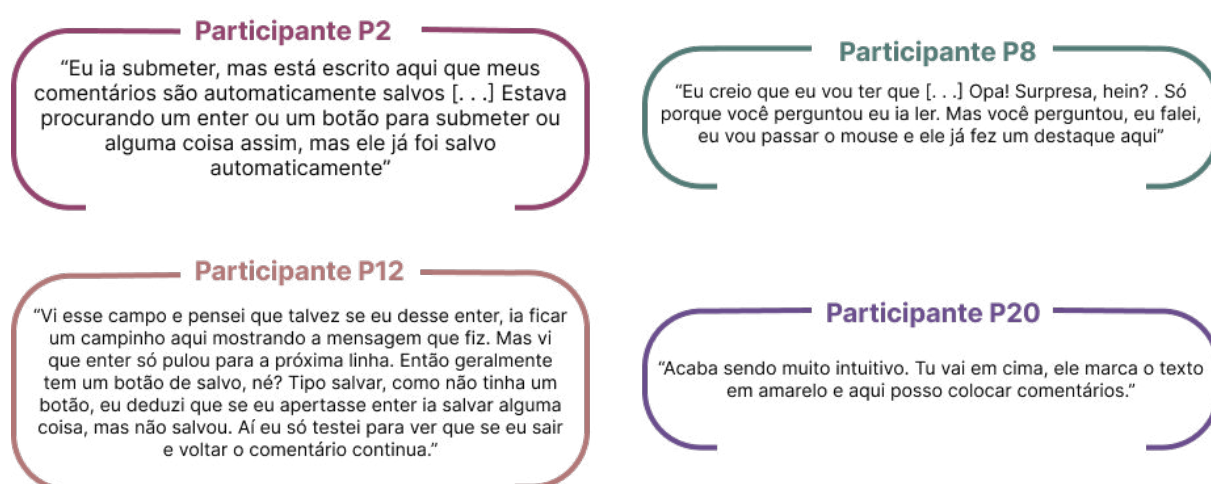 Participante P2
“Eu ia submeter, mas está escrito aqui que meus
comentários são automaticamente salvos [. . .] Estava
procurando um enter ou um botão para submeter ou
alguma coisa assim, mas ele já foi salvo
automaticamente”
Participante P8
“Eu creio que eu vou ter que [. . .] Opa! Surpresa, hein? . Só
porque você perguntou eu ia ler. Mas você perguntou, eu falei,
eu vou passar o mouse e ele já fez um destaque aqui”
Participante P12
“Vi esse campo e pensei que talvez se eu desse enter, ia ficar
um campinho aqui mostrando a mensagem que fiz. Mas vi
que enter só pulou para a próxima linha. Então geralmente
tem um botão de salvo, né? Tipo salvar, como não tinha um
botão, eu deduzi que se eu apertasse enter ia salvar alguma
coisa, mas não salvou. Aí eu só testei para ver que se eu sair
e voltar o comentário continua.”
Participante P20
“Acaba sendo muito intuitivo. Tu vai em cima, ele marca o texto
em amarelo e aqui posso colocar comentários.”